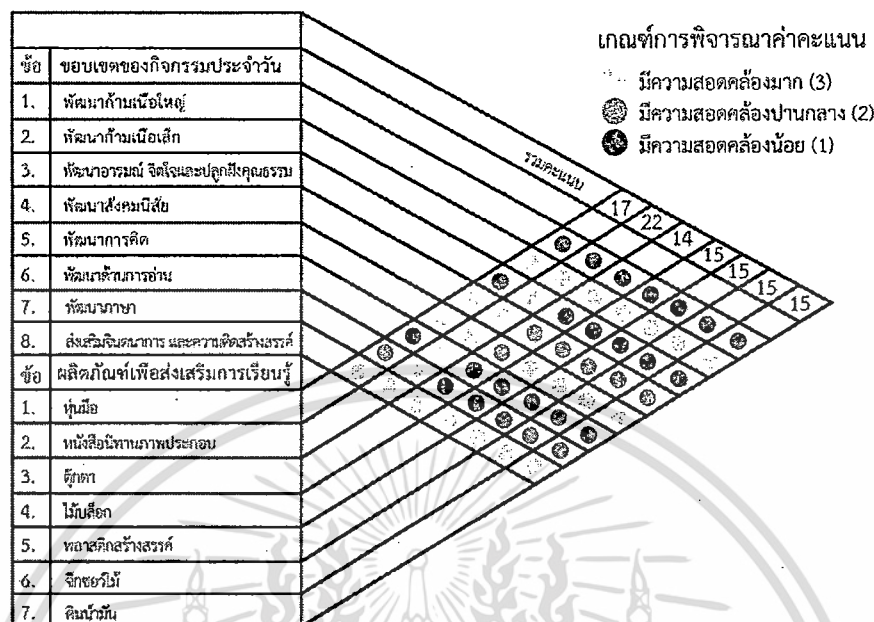 เกณฑ์การพิจารณาค่าคะแนน
มีความสอดคล้องมาก (3)
มีความสอดคล้องปานกลาง (2)
มีความสอดคล้องน้อย (1)
ข้อ ขอบเขตของกิจกรรมประจำวัน
1. พัฒนากล้ามเนื้อใหญ่
2. พัฒนากล้ามเนื้อเล็ก
3. พัฒนาอารมณ์ จิตใจและปลูกฝังคุณธรรม
4. พัฒนาสังคมนิสัย
5. พัฒนาการคิด
6. พัฒนาด้านการอ่าน
7. พัฒนาภาษา
8. ส่งเสริมจินตนาการ และความคิดสร้างสรรค์
ข้อ ผลิตภัณฑ์เพื่อส่งเสริมการเรียนรู้
1. หุ่นมือ
2. หนังสือนิทานภาพประกอบ
3. ตุ๊กตา
4. ไม้บล็อก
5. พลาสติกสร้างสรรค์
6. จิ๊กซอว์ไม้
7. ดินน้ำมัน
รวมคะแนน
17
22
14
15
15
15
15